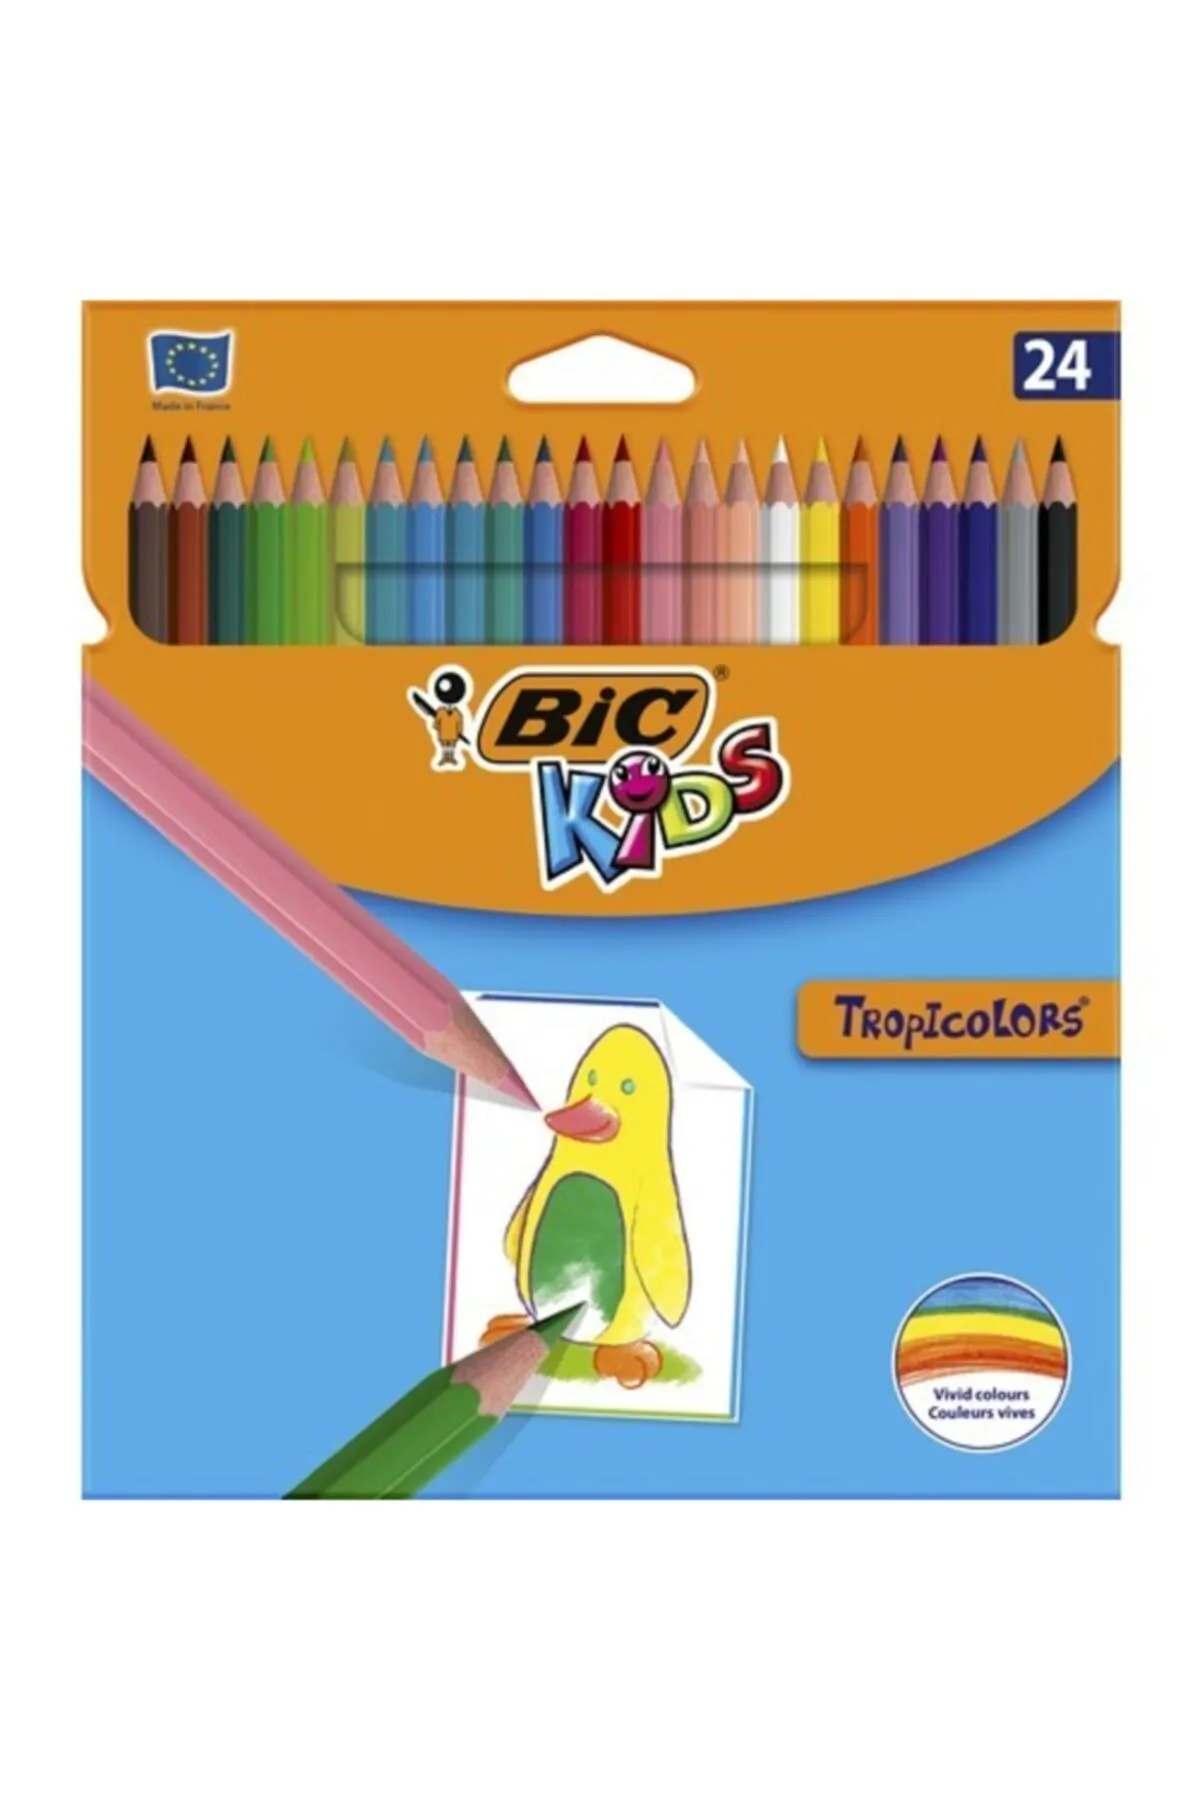 24
Made in France
BiC®
KiDS
TROPICOLORS®
Vivid colours
Couleurs vives